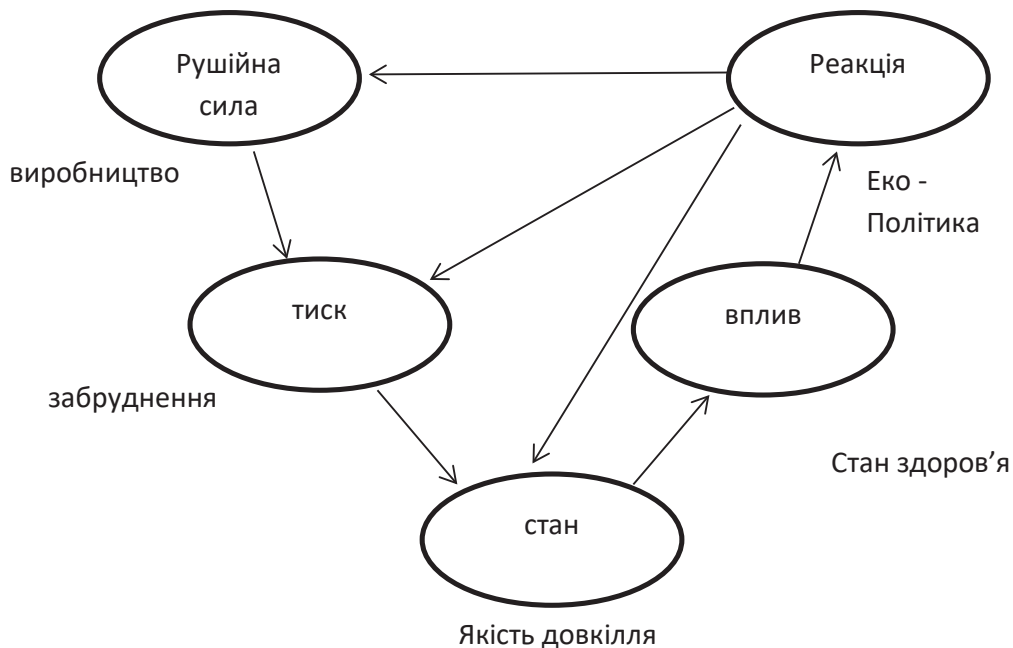 Рушійна
сила
Реакція
виробництво
Еко -
Політика
тиск
вплив
забруднення
Стан здоров’я
стан
Якість довкілля